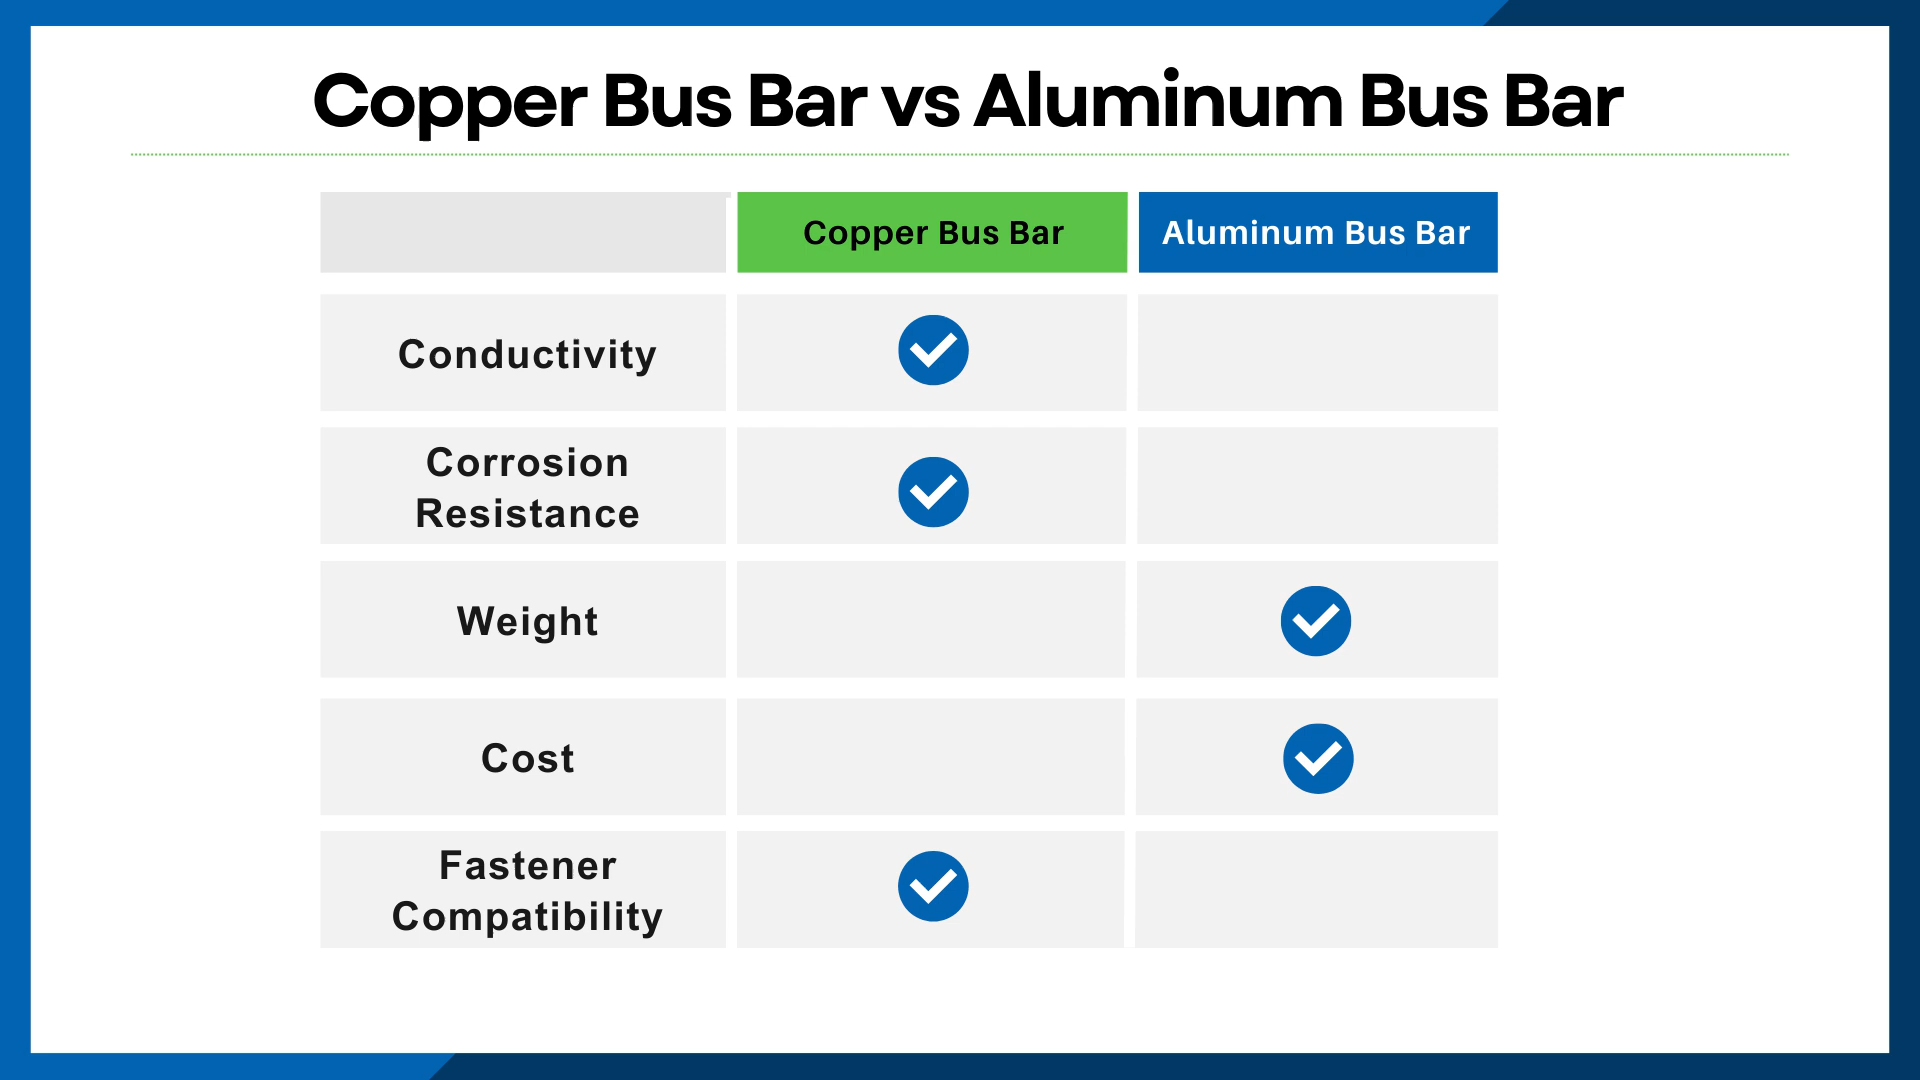 Copper Bus Bar vs Aluminum Bus Bar
Copper Bus Bar
Aluminum Bus Bar
Conductivity
Corrosion
Resistance
Weight
Cost
Fastener
Compatibility